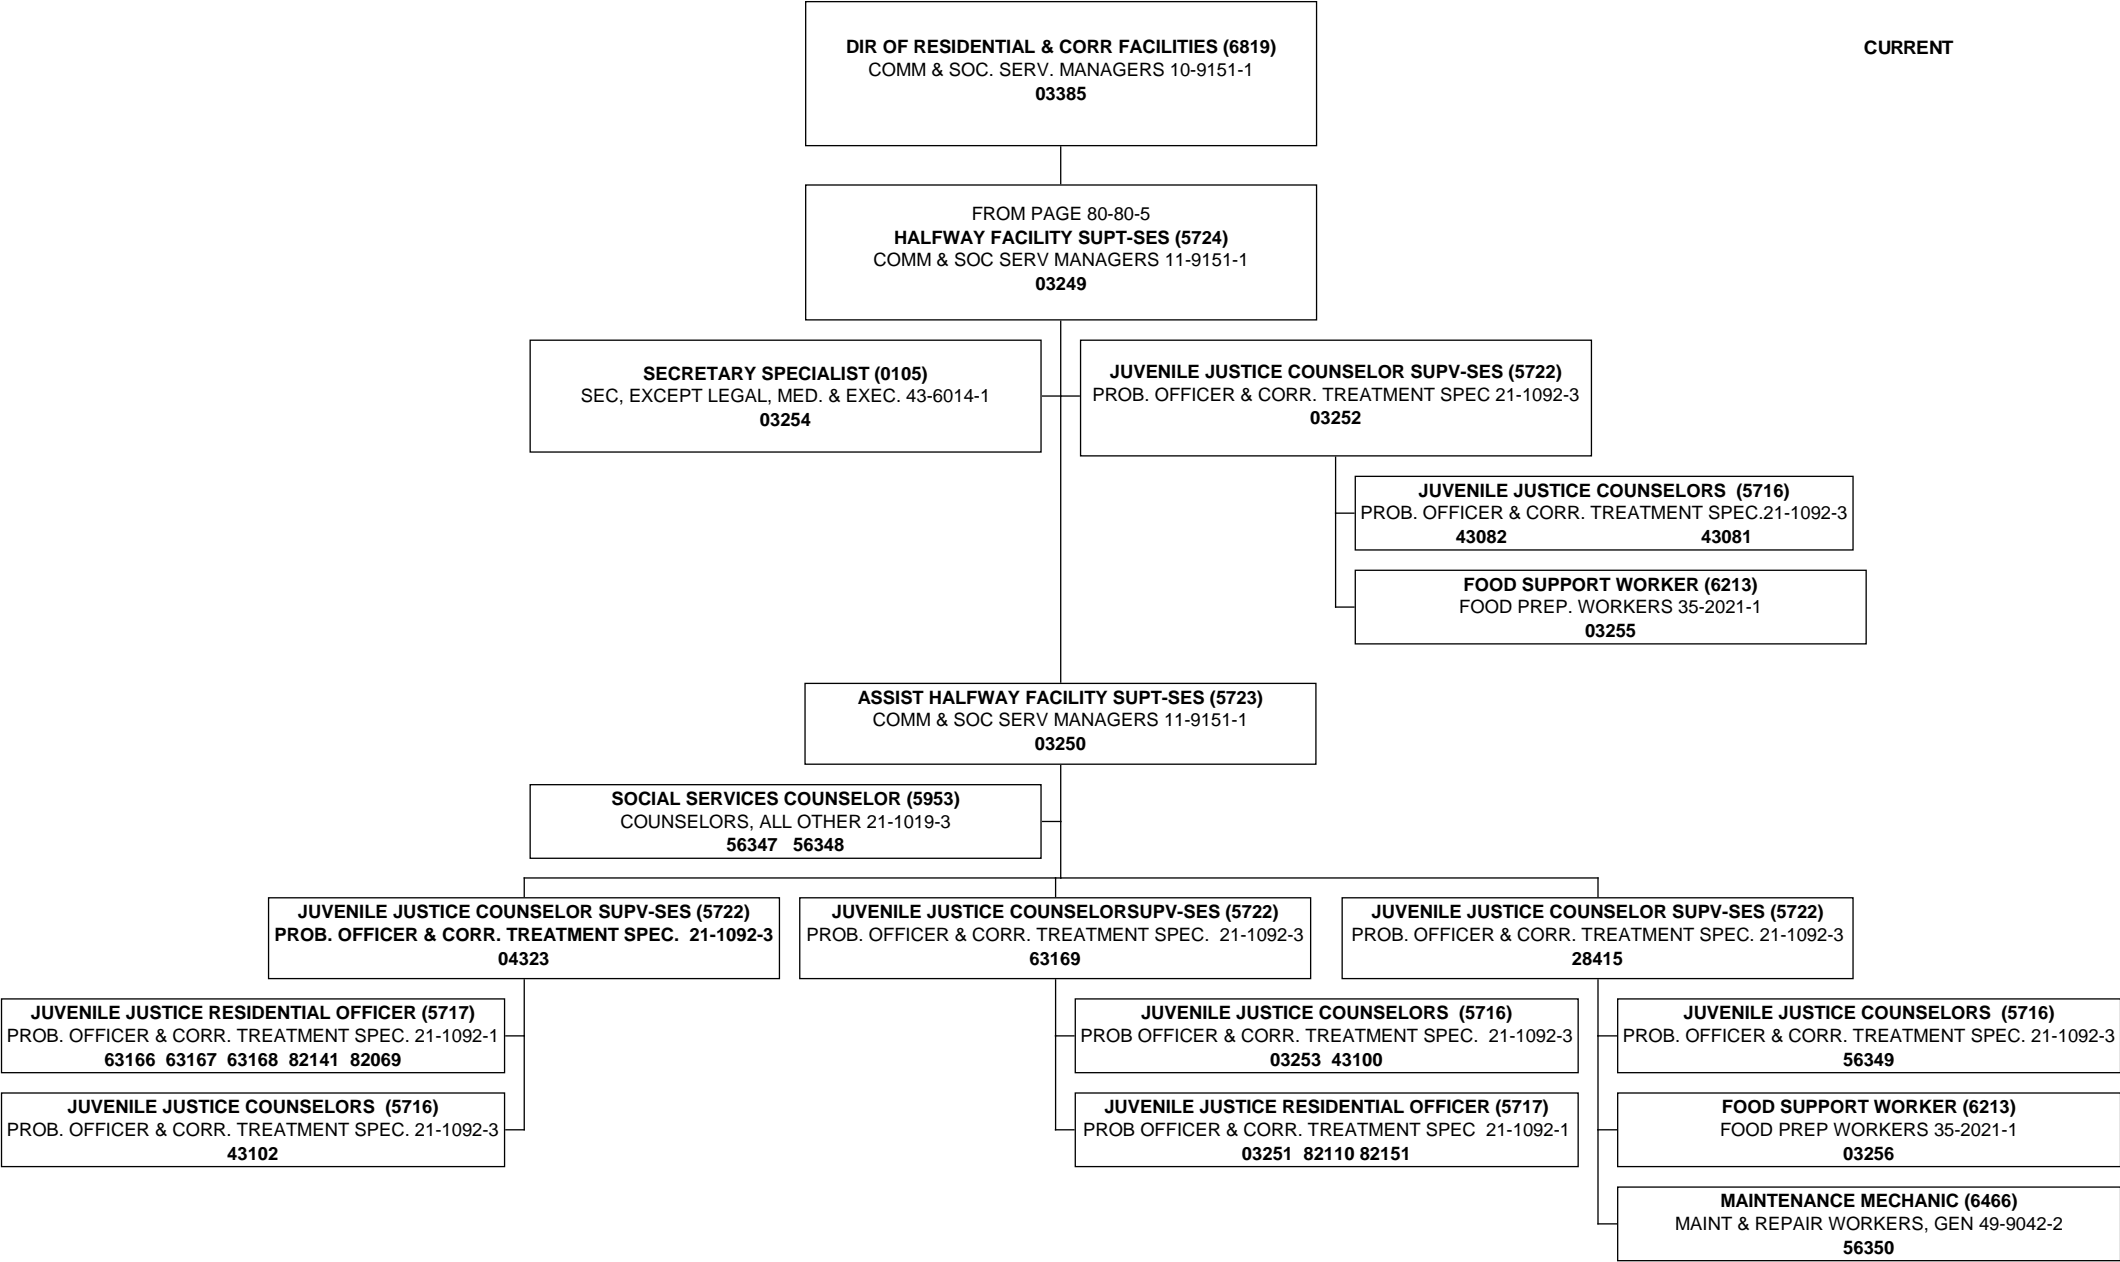 DIR OF RESIDENTIAL & CORR FACILITIES (6819)
COMM & SOC. SERV. MANAGERS 10-9151-1
03385
CURRENT
FROM PAGE 80-80-5
HALFWAY FACILITY SUPT-SES (5724)
COMM & SOC SERV MANAGERS 11-9151-1
03249
SECRETARY SPECIALIST (0105)
SEC, EXCEPT LEGAL, MED. & EXEC. 43-6014-1
03254
JUVENILE JUSTICE COUNSELOR SUPV-SES (5722)
PROB. OFFICER & CORR. TREATMENT SPEC 21-1092-3
03252
JUVENILE JUSTICE COUNSELORS (5716)
PROB. OFFICER & CORR. TREATMENT SPEC.21-1092-3
43082 43081
FOOD SUPPORT WORKER (6213)
FOOD PREP. WORKERS 35-2021-1
03255
ASSIST HALFWAY FACILITY SUPT-SES (5723)
COMM & SOC SERV MANAGERS 11-9151-1
03250
SOCIAL SERVICES COUNSELOR (5953)
COUNSELORS, ALL OTHER 21-1019-3
56347 56348
JUVENILE JUSTICE COUNSELOR SUPV-SES (5722)
PROB. OFFICER & CORR. TREATMENT SPEC. 21-1092-3
04323
JUVENILE JUSTICE COUNSELORSUPV-SES (5722)
PROB. OFFICER & CORR. TREATMENT SPEC. 21-1092-3
63169
JUVENILE JUSTICE COUNSELOR SUPV-SES (5722)
PROB. OFFICER & CORR. TREATMENT SPEC. 21-1092-3
28415
JUVENILE JUSTICE RESIDENTIAL OFFICER (5717)
PROB. OFFICER & CORR. TREATMENT SPEC. 21-1092-1
63166 63167 63168 82141 82069
JUVENILE JUSTICE COUNSELORS (5716)
PROB. OFFICER & CORR. TREATMENT SPEC. 21-1092-3
43102
JUVENILE JUSTICE COUNSELORS (5716)
PROB OFFICER & CORR. TREATMENT SPEC. 21-1092-3
03253 43100
JUVENILE JUSTICE RESIDENTIAL OFFICER (5717)
PROB OFFICER & CORR. TREATMENT SPEC 21-1092-1
03251 82110 82151
JUVENILE JUSTICE COUNSELORS (5716)
PROB. OFFICER & CORR. TREATMENT SPEC. 21-1092-3
56349
FOOD SUPPORT WORKER (6213)
FOOD PREP WORKERS 35-2021-1
03256
MAINTENANCE MECHANIC (6466)
MAINT & REPAIR WORKERS, GEN 49-9042-2
56350